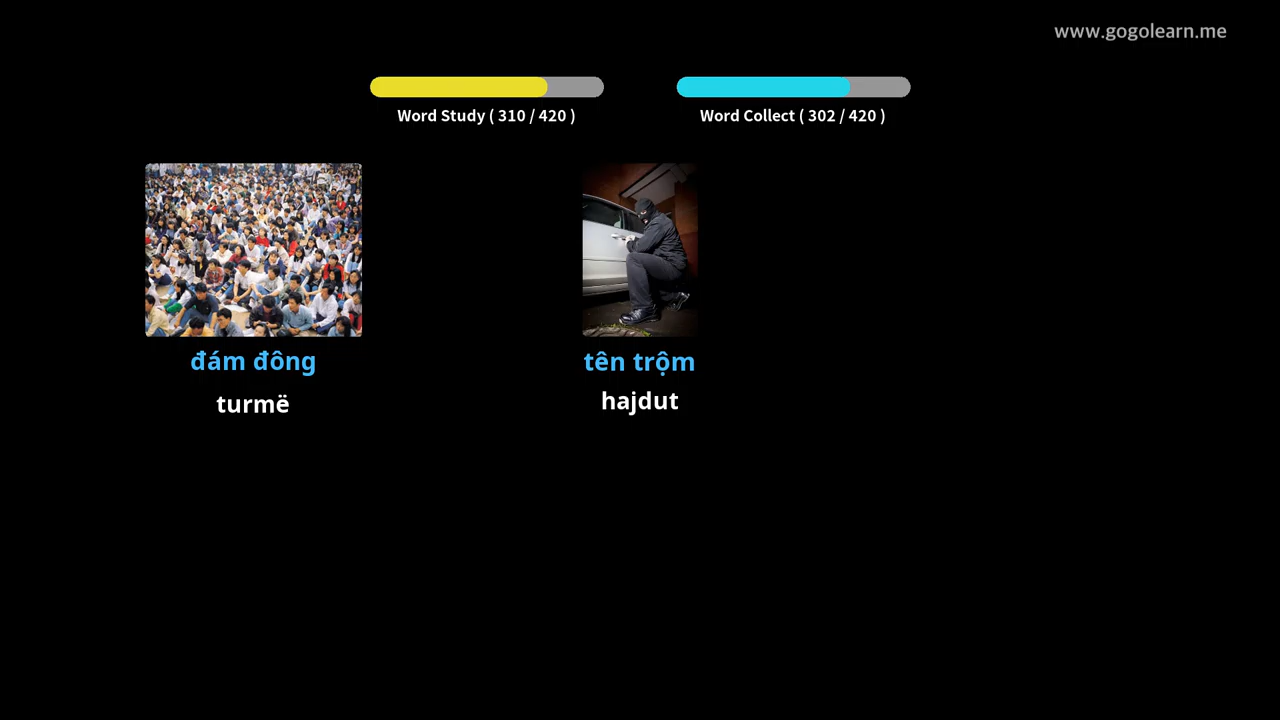 www.gogolearn.me
Word Study ( 310 / 420 )
Word Collect ( 302 / 420 )
đám đông
turmë
tên trộm
hajdut